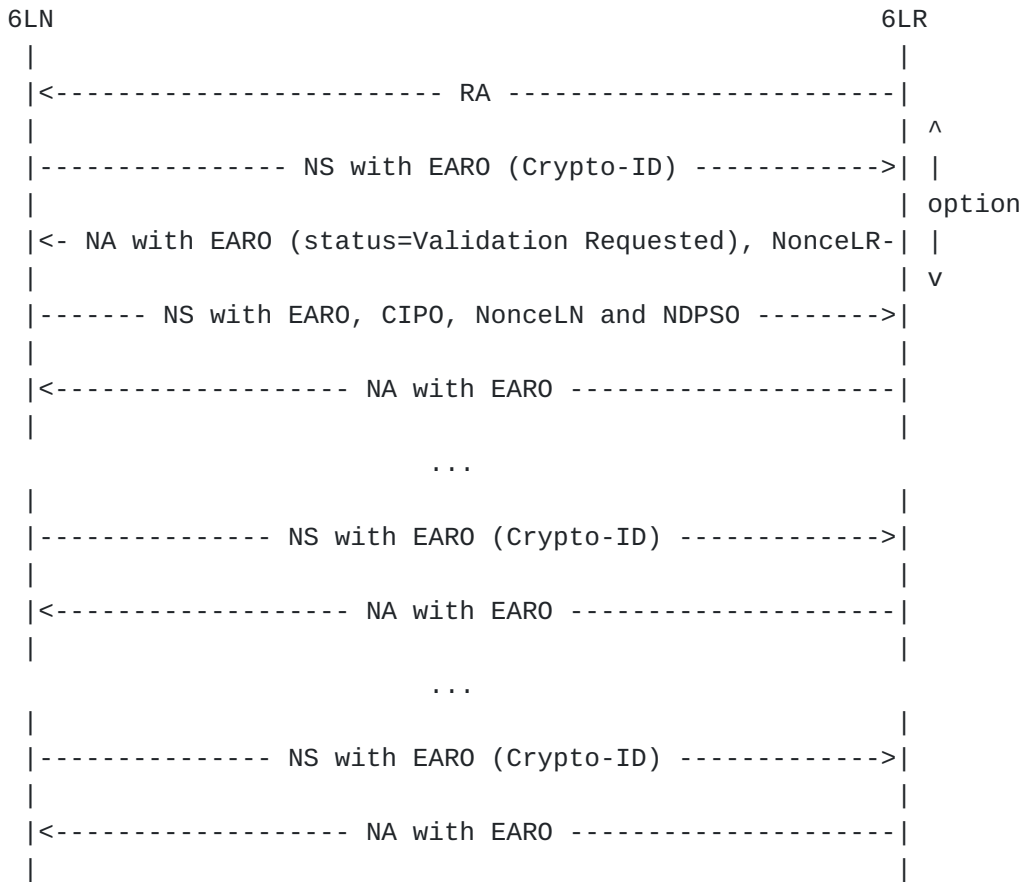 6LN                                                     6LR
 |                                                       |
 |<------------------------- RA -------------------------|
 |                                                       | ^
 |---------------- NS with EARO (Crypto-ID) ------------>| |
 |                                                       | option
 |<- NA with EARO (status=Validation Requested), NonceLR-| |
 |                                                       | v
 |------- NS with EARO, CIPO, NonceLN and NDPSO -------->|
 |                                                       |
 |<------------------- NA with EARO ---------------------|
 |                                                       |
                           ...
 |                                                       |
 |--------------- NS with EARO (Crypto-ID) ------------->|
 |                                                       |
 |<------------------- NA with EARO ---------------------|
 |                                                       |
                           ...
 |                                                       |
 |--------------- NS with EARO (Crypto-ID) ------------->|
 |                                                       |
 |<------------------- NA with EARO ---------------------|
 |                                                       |